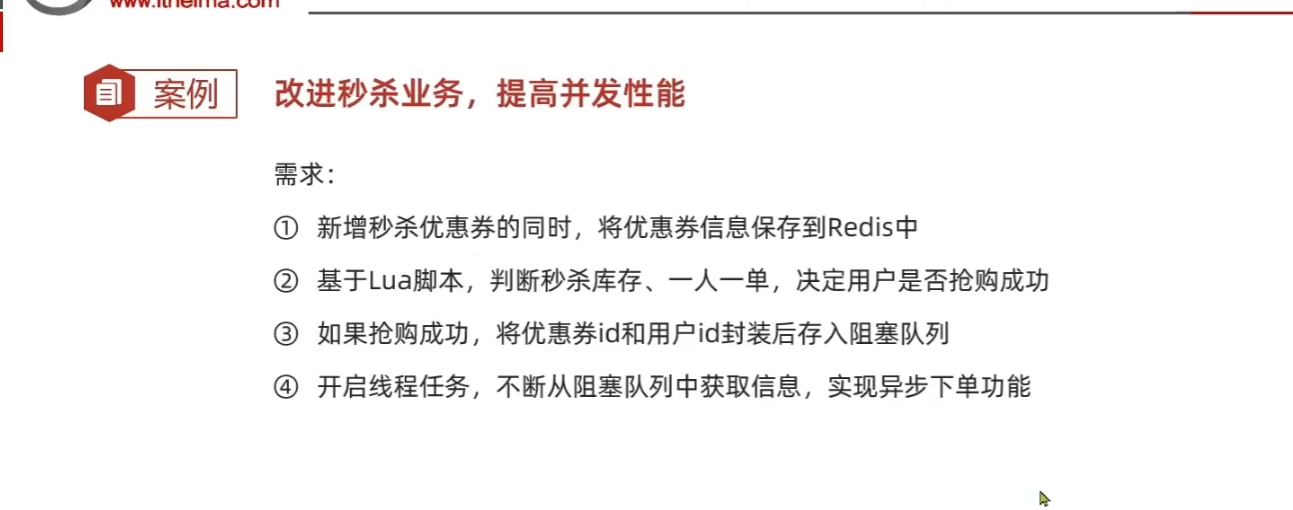 www.itheima.com
案例 改进秒杀业务，提高并发性能
需求：
① 新增秒杀优惠券的同时，将优惠券信息保存到Redis中
② 基于Lua脚本，判断秒杀库存、一人一单，决定用户是否抢购成功
③ 如果抢购成功，将优惠券id和用户id封装后存入阻塞队列
④ 开启线程任务，不断从阻塞队列中获取信息，实现异步下单功能